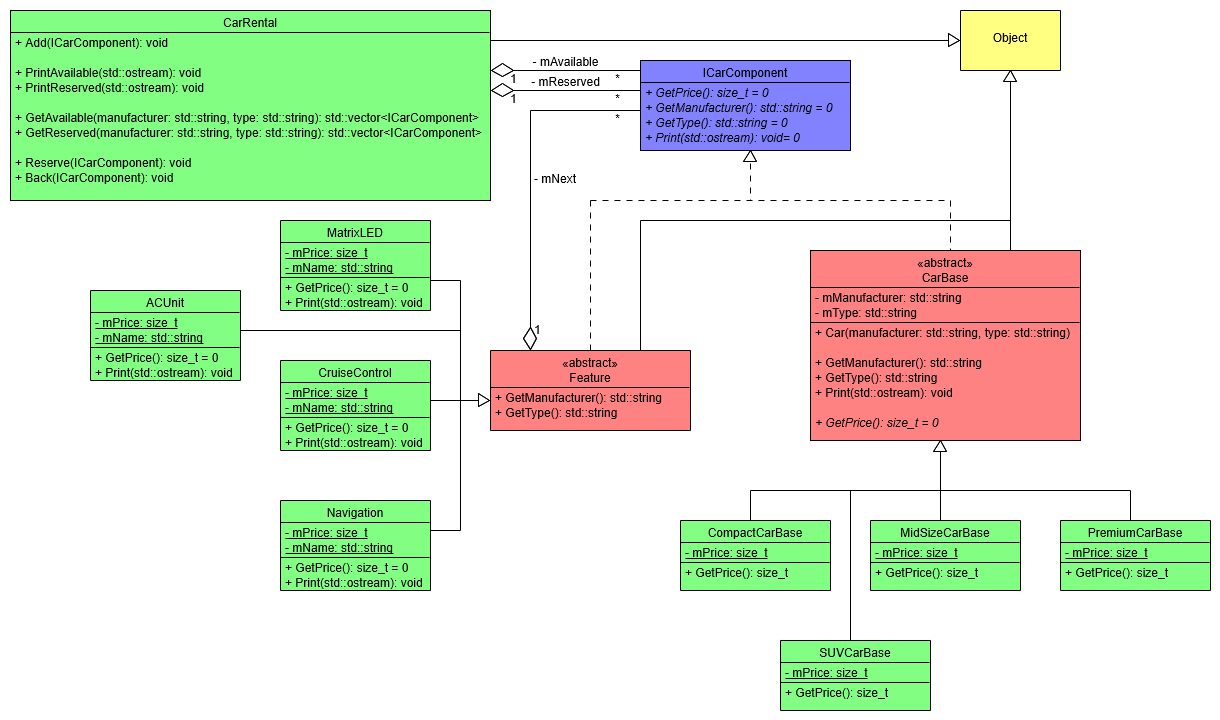 CarRental
+ Add(ICarComponent): void
+ PrintAvailable(std::ostream): void
+ PrintReserved(std::ostream): void
+ GetAvailable(manufacturer: std::string, type: std::string): std::vector<ICarComponent>
+ GetReserved(manufacturer: std::string, type: std::string): std::vector<ICarComponent>
+ Reserve(ICarComponent): void
+ Back(ICarComponent): void
Object
- mAvailable
1
*
- mReserved
1
*
*
ICarComponent
+ GetPrice(): size_t = 0
+ GetManufacturer(): std::string = 0
+ GetType(): std::string = 0
+ Print(std::ostream): void= 0
- mNext
1
MatrixLED
- mPrice: size_t
- mName: std::string
+ GetPrice(): size_t = 0
+ Print(std::ostream): void
ACUnit
- mPrice: size_t
- mName: std::string
+ GetPrice(): size_t = 0
+ Print(std::ostream): void
CruiseControl
- mPrice: size_t
- mName: std::string
+ GetPrice(): size_t = 0
+ Print(std::ostream): void
Navigation
- mPrice: size_t
- mName: std::string
+ GetPrice(): size_t = 0
+ Print(std::ostream): void
«abstract»
Feature
+ GetManufacturer(): std::string
+ GetType(): std::string
«abstract»
CarBase
- mManufacturer: std::string
- mType: std::string
+ Car(manufacturer: std::string, type: std::string)
+ GetManufacturer(): std::string
+ GetType(): std::string
+ Print(std::ostream): void
+ GetPrice(): size_t = 0
CompactCarBase
- mPrice: size_t
+ GetPrice(): size_t
MidSizeCarBase
- mPrice: size_t
+ GetPrice(): size_t
PremiumCarBase
- mPrice: size_t
+ GetPrice(): size_t
SUVCarBase
- mPrice: size_t
+ GetPrice(): size_t